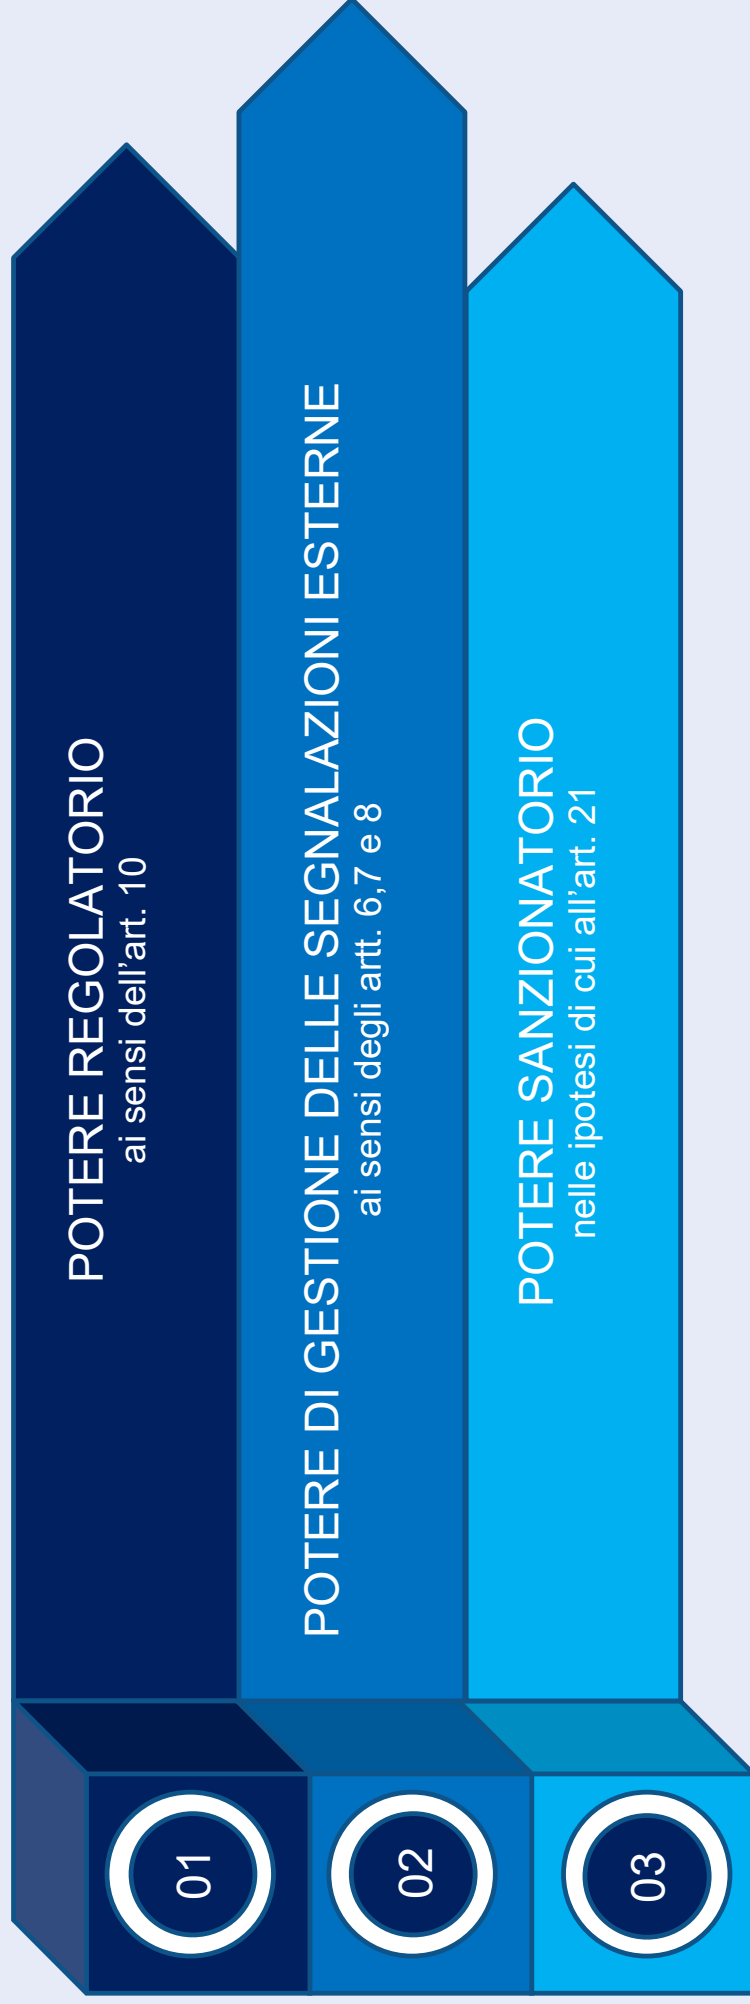 01
POTERE REGOLATORIO
ai sensi dell’art. 10
02
POTERE DI GESTIONE DELLE SEGNALAZIONI ESTERNE
ai sensi degli artt. 6,7 e 8
03
POTERE SANZIONATORIO
nelle ipotesi di cui all’art. 21